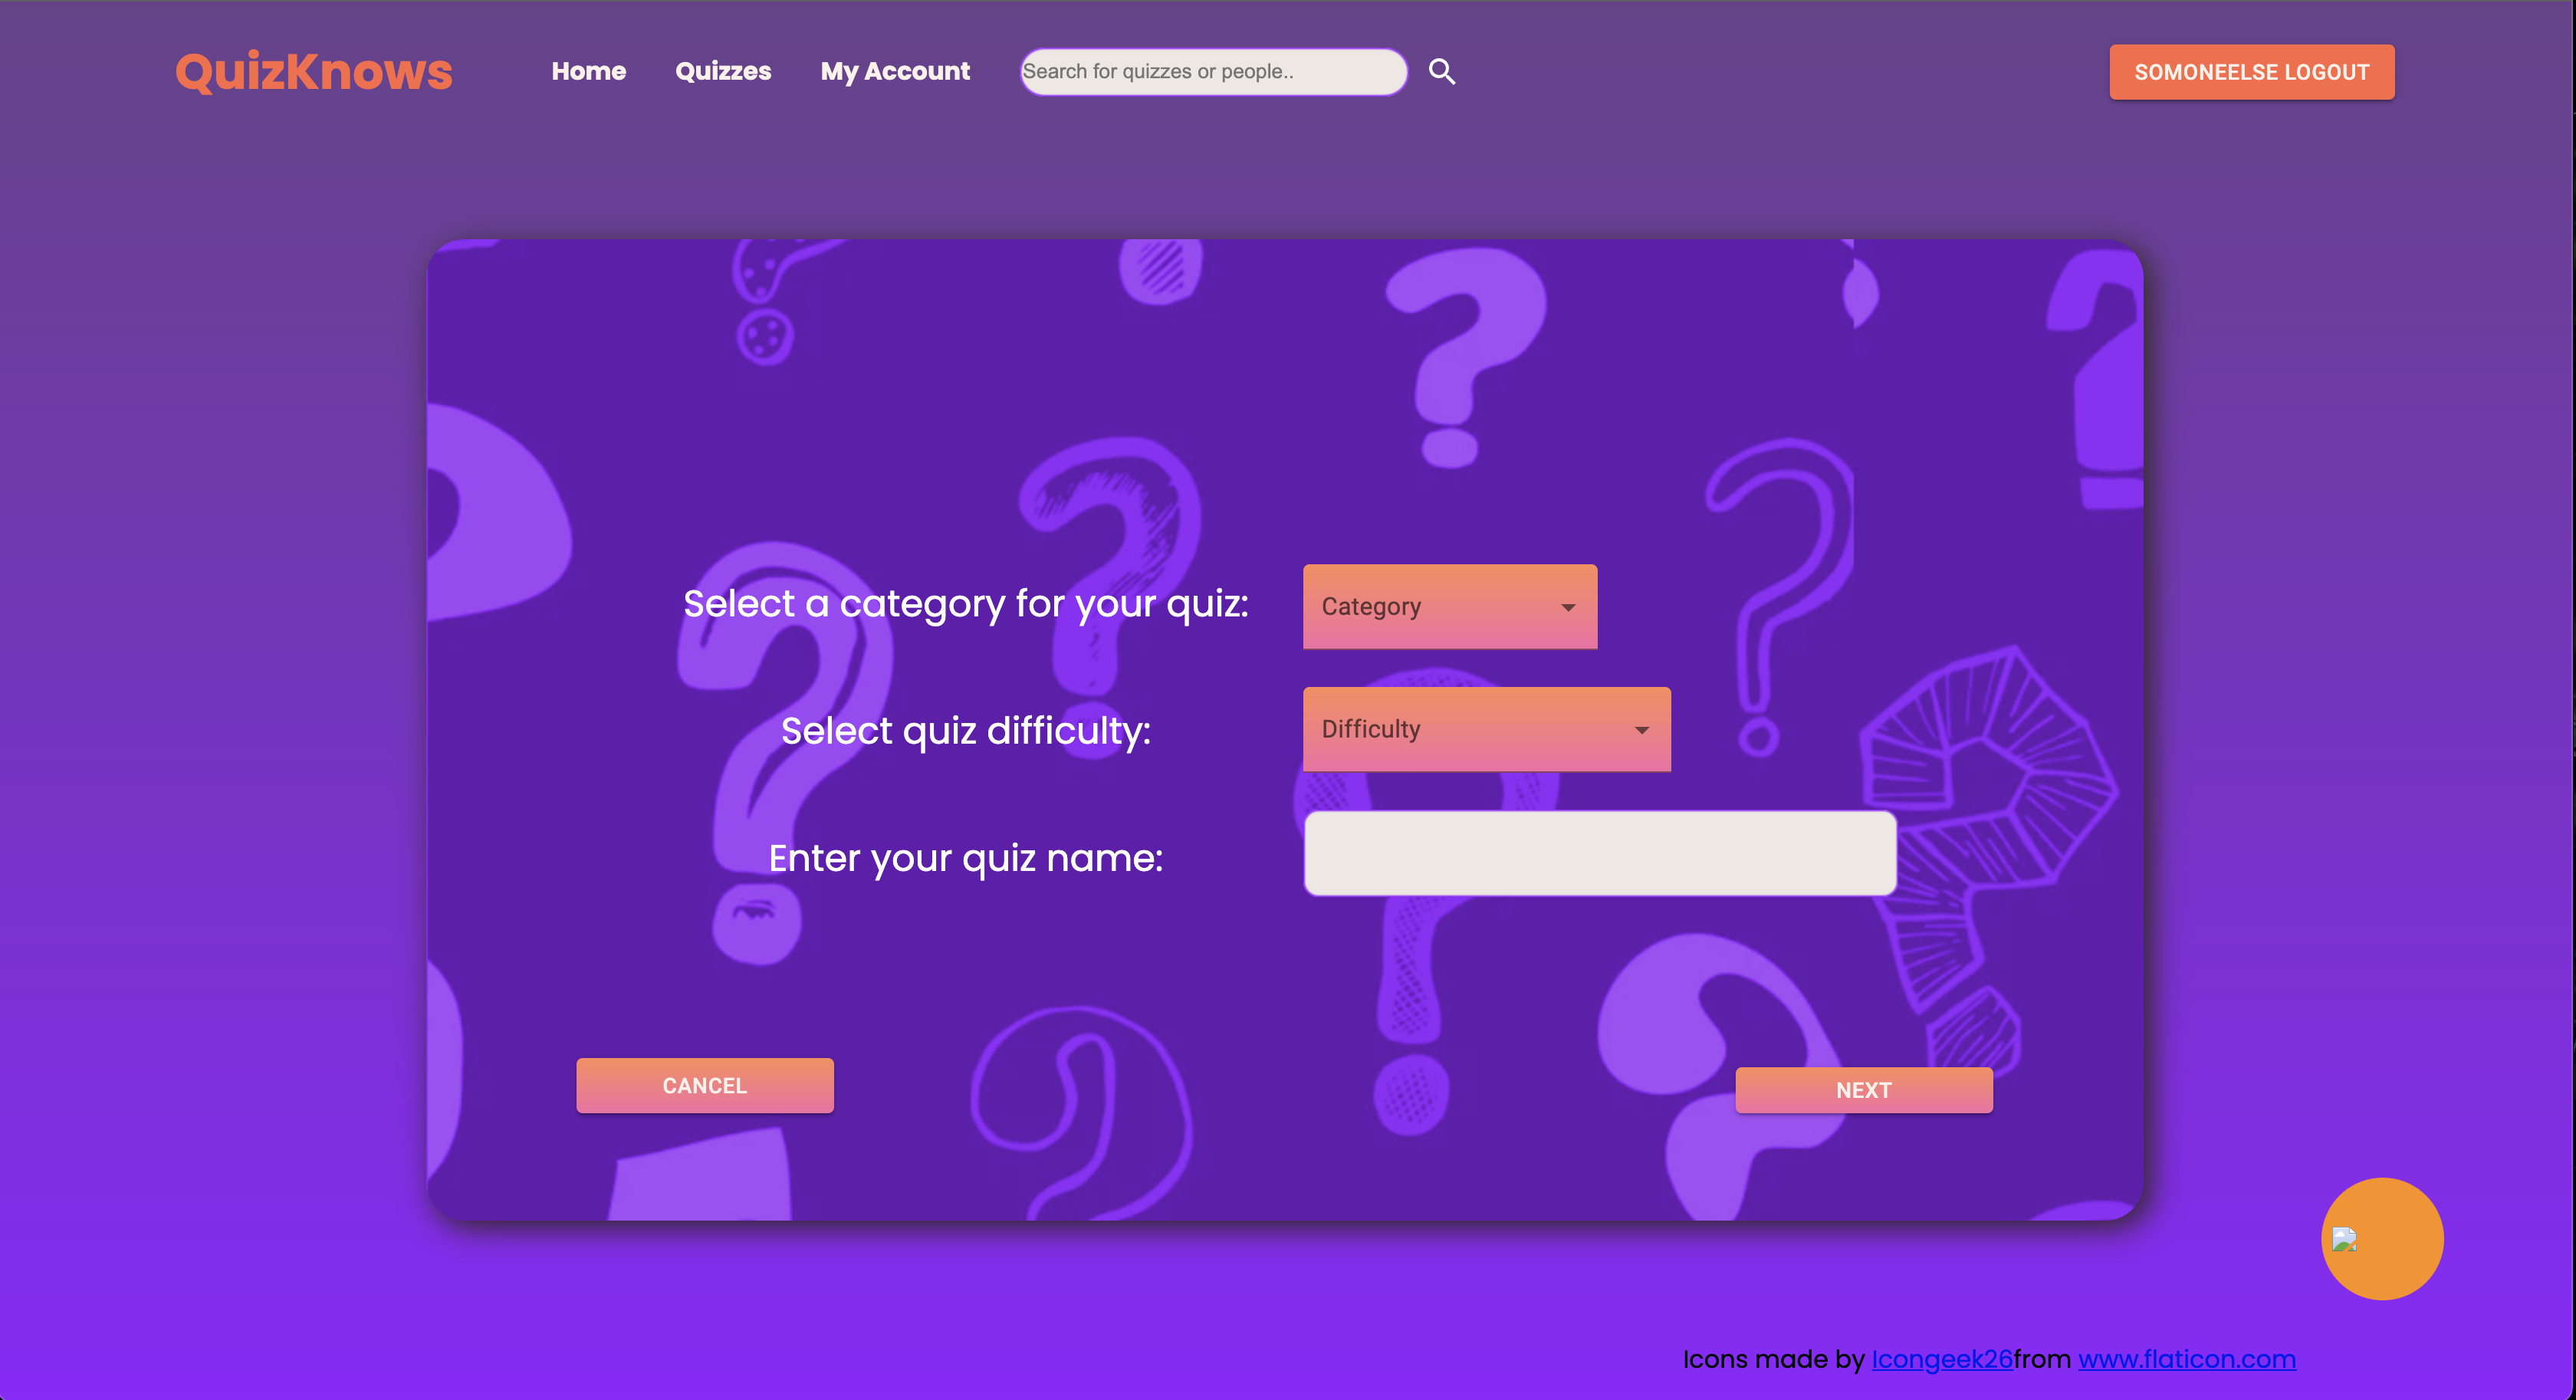 QuizKnows
Home
Quizzes
My Account
Search for quizzes or people..
SOMONEELSE LOGOUT
Select a category for your quiz:
Category
Select quiz difficulty:
Difficulty
Enter your quiz name:
CANCEL
NEXT
Icons made by Icongeek26from www.flaticon.com